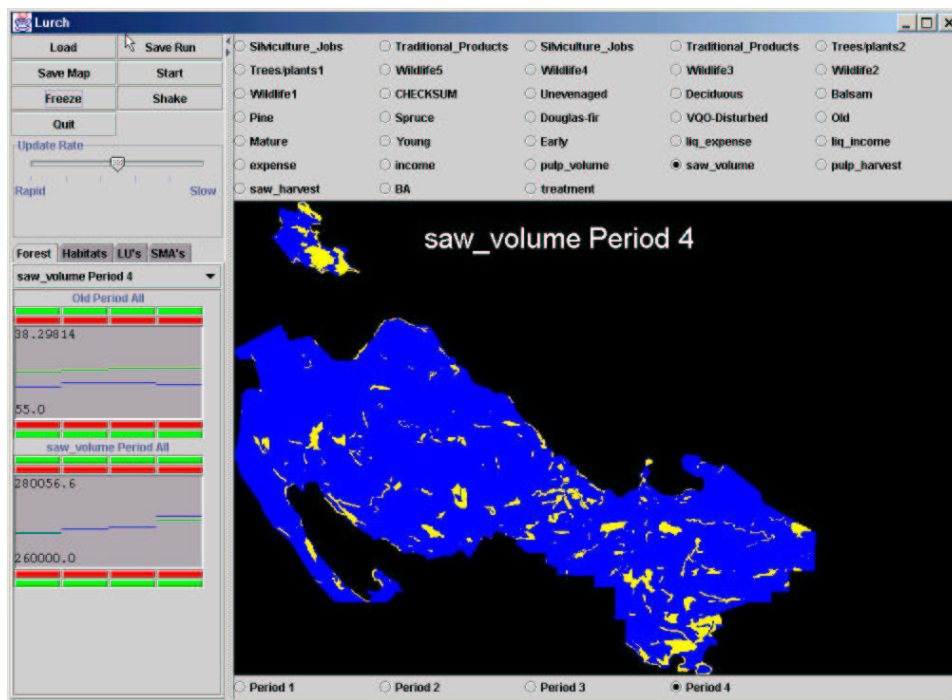 Lurch
Load Save Run
Save Map Start
Freeze Shake
Quit
Update Rate
Rapid Slow
Forest Habitats LU's SMA's
saw_volume Period 4
Old Period All
38.29814
55.0
saw_volume Period All
280056.6
260000.0
Silviculture_Jobs Traditional_Products Silviculture_Jobs Traditional_Products Trees/plants2
Trees/plants1 Wildlife5 Wildlife4 Wildlife3 Wildlife2
Wildlife1 CHECKSUM Unevenaged Deciduous Balsam
Pine Spruce Douglas-fir VQO-Disturbed Old
Mature Young Early liq_expense liq_income
expense income pulp_volume saw_volume pulp_harvest
saw_harvest BA treatment
saw_volume Period 4
Period 1 Period 2 Period 3 Period 4